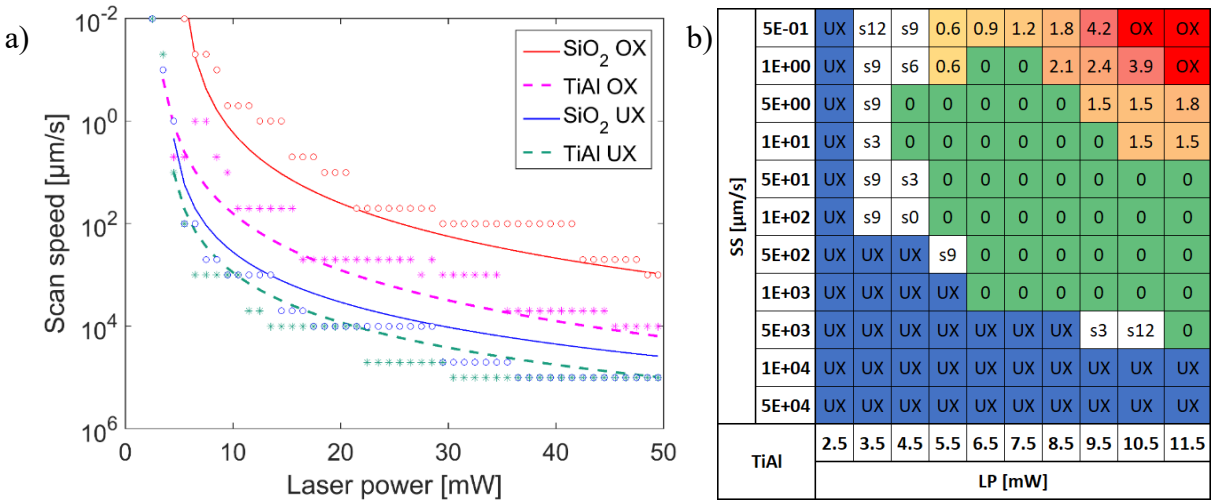 a)
10^-2
10^0
10^2
10^4
10^6
Scan speed [µm/s]
0 10 20 30 40 50
Laser power [mW]
SiO₂ OX
TiAl OX
SiO₂ UX
TiAl UX
b)
SS [µm/s]
5E-01 UX s12 s9 0.6 0.9 1.2 1.8 4.2 OX OX
1E+00 UX s9 s6 0.6 0 0 2.1 2.4 3.9 OX
5E+00 UX s9 0 0 0 0 0 1.5 1.5 1.8
1E+01 UX s3 0 0 0 0 0 0 1.5 1.5
5E+01 UX s9 s3 0 0 0 0 0 0 0
1E+02 UX s9 s0 0 0 0 0 0 0 0
5E+02 UX UX UX s9 0 0 0 0 0 0
1E+03 UX UX UX UX 0 0 0 0 0 0
5E+03 UX UX UX UX UX UX UX s3 s12 0
1E+04 UX UX UX UX UX UX UX UX UX UX
5E+04 UX UX UX UX UX UX UX UX UX UX
TiAl
2.5 3.5 4.5 5.5 6.5 7.5 8.5 9.5 10.5 11.5
LP [mW]